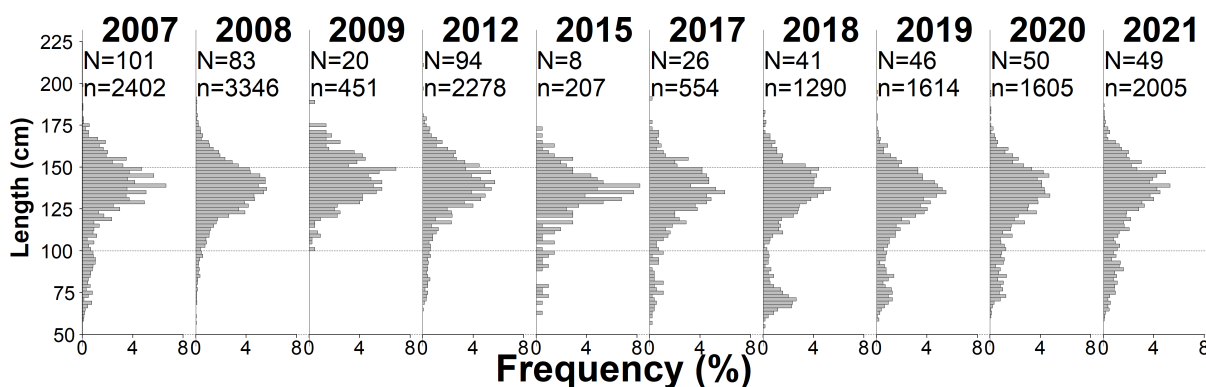 2007 2008 2009 2012 2015 2017 2018 2019 2020 2021
N=101 N=83 N=20 N=94 N=8 N=26 N=41 N=46 N=50 N=49
n=2402 n=3346 n=451 n=2278 n=207 n=554 n=1290 n=1614 n=1605 n=2005
Length (cm)
225
200
175
150
125
100
75
50
0 4 8 0 4 8 0 4 8 0 4 8 0 4 8 0 4 8 0 4 8 0 4 8 0 4 8 0 4 8
Frequency (%)